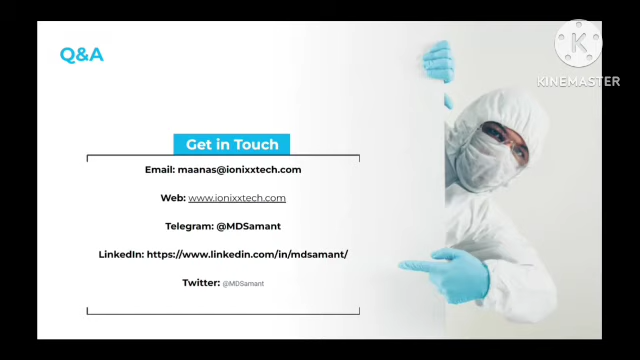 Q&A
K
KINEMASTER
Get in Touch
Email: maanas@ionixxtech.com
Web: www.ionixxtech.com
Telegram: @MDSamant
LinkedIn: https://www.linkedin.com/in/mdsamant/
Twitter: @MDSamant